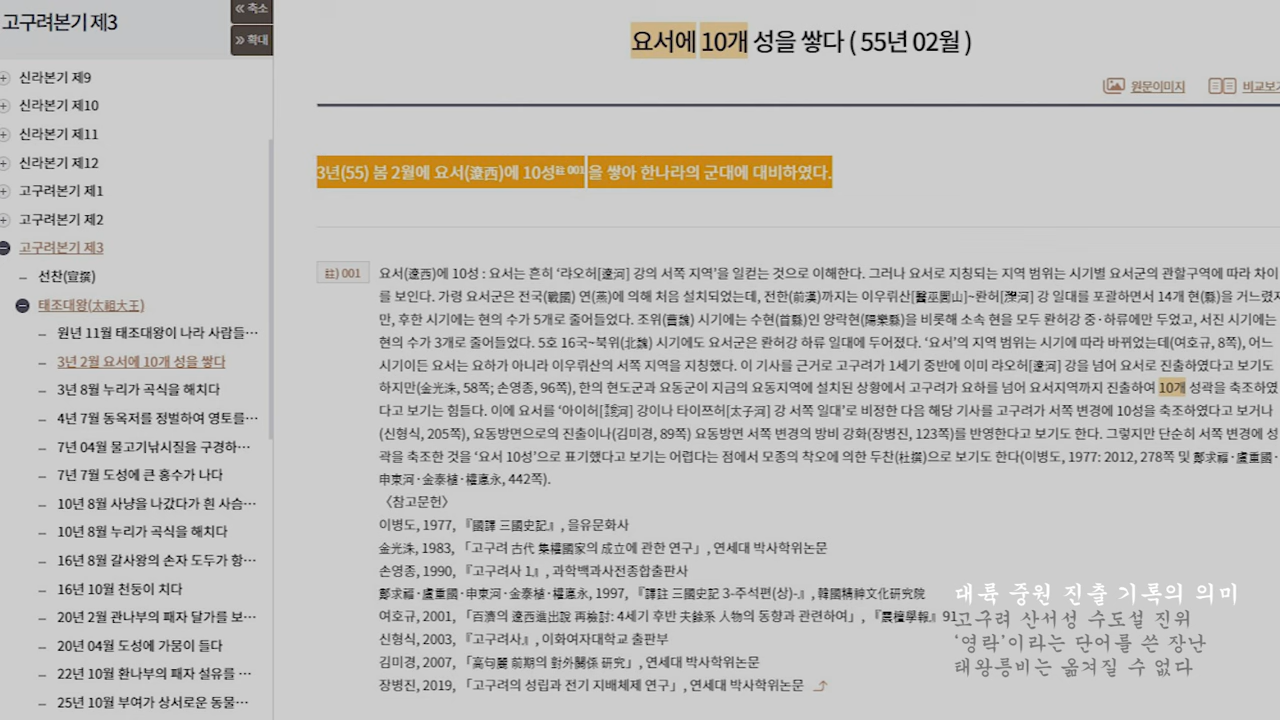 고구려본기 제3
축소
확대
신라본기 제9
신라본기 제10
신라본기 제11
신라본기 제12
고구려본기 제1
고구려본기 제2
고구려본기 제3
선찬(宣撰)
태조대왕(太祖大王)
원년 11월 태조대왕이 나라 사람들…
3년 2월 요서에 10개 성을 쌓다
3년 8월 누리가 곡식을 해치다
4년 7월 동옥저를 정벌하여 영토를…
7년 04월 물고기낚시질을 구경하…
7년 7월 도성에 큰 홍수가 나다
10년 8월 사냥을 나갔다가 흰 사슴…
10년 8월 누리가 곡식을 해치다
16년 8월 갈사왕의 손자 도두가 항…
16년 10월 천둥이 치다
20년 2월 관나부의 패자 달가를 보…
20년 04월 도성에 가뭄이 들다
22년 10월 환나부의 패자 설유를 …
25년 10월 부여가 상서로운 동물…
요서에 10개 성을 쌓다 ( 55년 02월 )
원문이미지
비교보기
3년(55) 봄 2월에 요서(遼西)에 10성註 001을 쌓아 한나라의 군대에 대비하였다.
註) 001
요서(遼西)에 10성 : 요서는 흔히 ‘랴오허[遼河] 강의 서쪽 지역’을 일컫는 것으로 이해한다. 그러나 요서로 지칭되는 지역 범위는 시기별 요서군의 관할구역에 따라 차이
를 보인다. 가령 요서군은 전국(戰國) 연(燕)에 의해 처음 설치되었는데, 전한(前漢)까지는 이우뤼산[醫巫閭山]~롼허[灤河] 강 일대를 포괄하면서 14개 현(縣)을 거느렸지
만, 후한 시기에는 현의 수가 5개로 줄어들었다. 조위(曹魏) 시기에는 수현(首縣)인 양락현(陽樂縣)을 비롯해 소속 현을 모두 롼허강 중·하류에만 두었고, 서진 시기에는
현의 수가 3개로 줄어들었다. 5호 16국~북위(北魏) 시기에도 요서군은 롼허강 하류 일대에 두어졌다. ‘요서’의 지역 범위는 시기에 따라 바뀌었는데(여호규, 8쪽), 어느
시기이든 요서는 요하가 아니라 이우뤼산의 서쪽 지역을 지칭했다. 이 기사를 근거로 고구려가 1세기 중반에 이미 랴오허[遼河] 강을 넘어 요서로 진출하였다고 보기도
하지만(金光洙, 58쪽; 손영종, 96쪽), 한의 현도군과 요동군이 지금의 요동지역에 설치된 상황에서 고구려가 요하를 넘어 요서지역까지 진출하여 10개 성곽을 축조하였
다고 보기는 힘들다. 이에 요서를 ‘아이허[靉河] 강이나 타이쯔허[太子河] 강 서쪽 일대’로 비정한 다음 해당 기사를 고구려가 서쪽 변경에 10성을 축조하였다고 보거나
(신형식, 205쪽), 요동방면으로의 진출이나(김미경, 89쪽) 요동방면 서쪽 변경의 방비 강화(장병진, 123쪽)를 반영한다고 보기도 한다. 그렇지만 단순히 서쪽 변경에 성
곽을 축조한 것을 ‘요서 10성’으로 표기했다고 보기는 어렵다는 점에서 모종의 착오에 의한 두찬(杜撰)으로 보기도 한다(이병도, 1977: 2012, 278쪽 및 鄭求福·盧重國·
申東河·金泰植·權悳永, 442쪽).
〈참고문헌〉
이병도, 1977, 『國譯 三國史記』, 을유문화사
金光洙, 1983, 「고구려 古代 集權國家의 成立에 관한 연구」, 연세대 박사학위논문
손영종, 1990, 『고구려사 1』, 과학백과사전종합출판사
鄭求福·盧重國·申東河·金泰植·權悳永, 1997, 『譯註 三國史記 3-주석편(상)-』, 韓國精神文化硏究院
여호규, 2001, 「百濟의 遼西進出說 再檢討: 4세기 후반 夫餘系 人物의 동향과 관련하여」, 『震檀學報』 91
신형식, 2003, 『고구려사』, 이화여자대학교 출판부
김미경, 2007, 「高句麗 前期의 對外關係 硏究」, 연세대 박사학위논문
장병진, 2019, 「고구려의 성립과 전기 지배체제 연구」, 연세대 박사학위논문
대륙 중원 진출 기록의 의미
고구려 산서성 수도설 진위
‘영락’이라는 단어를 쓴 장난
태왕릉비는 옮겨질 수 없다